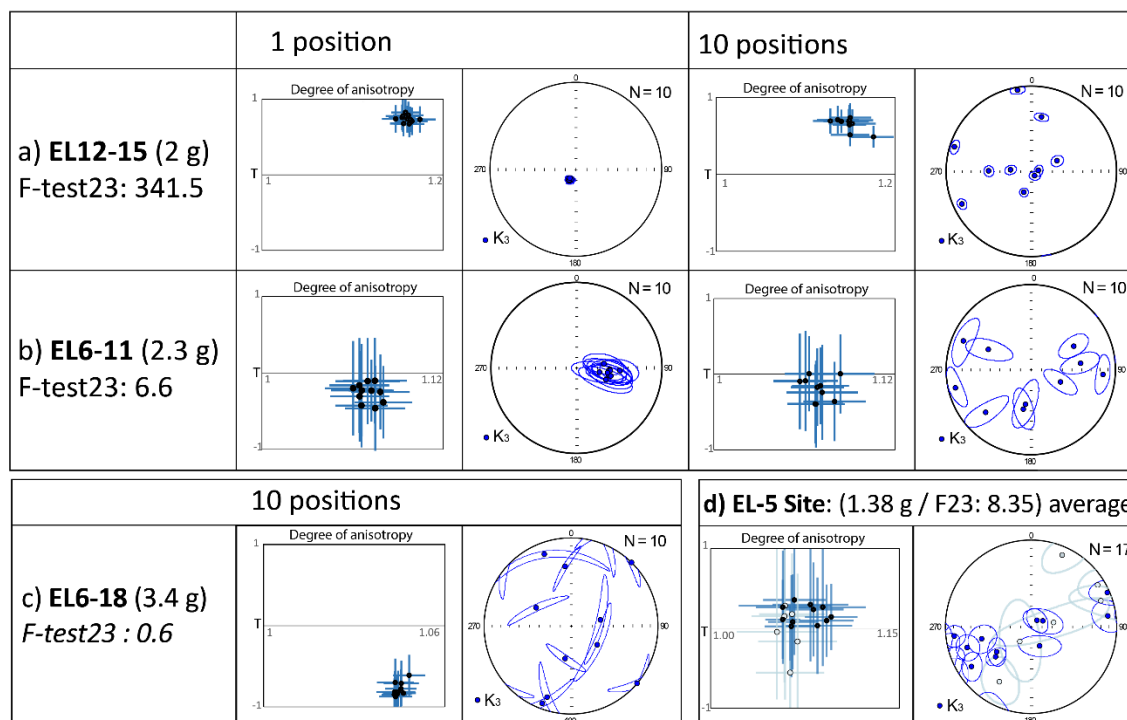 1 position
10 positions
a) EL12-15 (2 g)
F-test23: 341.5
Degree of anisotropy
1
T
1
1.2
-1
0
N = 10
270
90
180
K3
Degree of anisotropy
1
T
1
1.2
-1
0
N = 10
270
90
180
K3
b) EL6-11 (2.3 g)
F-test23: 6.6
Degree of anisotropy
1
T
1
1.12
-1
0
N = 10
270
90
180
K3
Degree of anisotropy
1
T
1
1.12
-1
0
N = 10
270
90
180
K3
10 positions
c) EL6-18 (3.4 g)
F-test23 : 0.6
Degree of anisotropy
1
T
1
1.06
-1
0
N = 10
270
90
K3
d) EL-5 Site: (1.38 g / F23: 8.35) average
Degree of anisotropy
1
T
1.00
1.15
-1
0
N = 17
270
90
180
K3